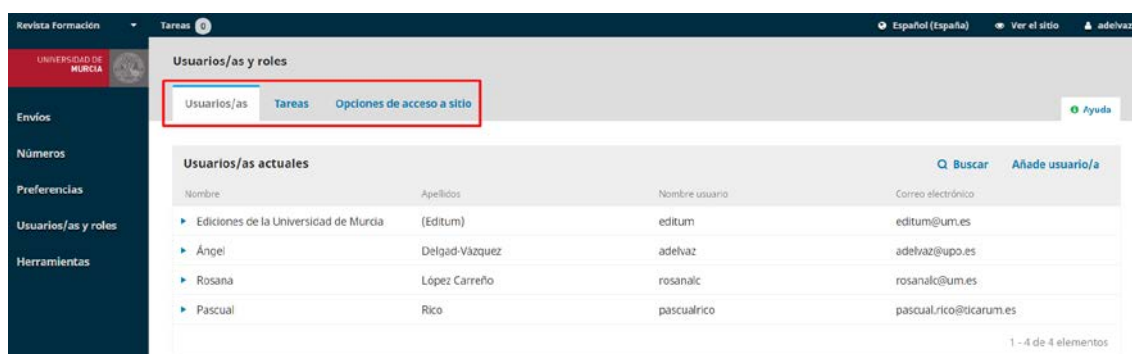 Revista Formación Tareas 0 Español (España) Ver el sitio adelvaz
UNIVERSIDAD DE
MURCIA
Usuarios/as y roles
Usuarios/as Tareas Opciones de acceso a sitio
Ayuda
Envíos
Números
Preferencias
Usuarios/as y roles
Herramientas
Usuarios/as actuales Buscar Añade usuario/a
Nombre Apellidos Nombre usuario Correo electrónico
Ediciones de la Universidad de Murcia (Editum) editum editum@um.es
Ángel Delgad-Vázquez adelvaz adelvaz@upo.es
Rosana López Carreño rosanalc rosanalc@um.es
Pascual Rico pascualrico pascual.rico@ticarum.es
1 - 4 de 4 elementos